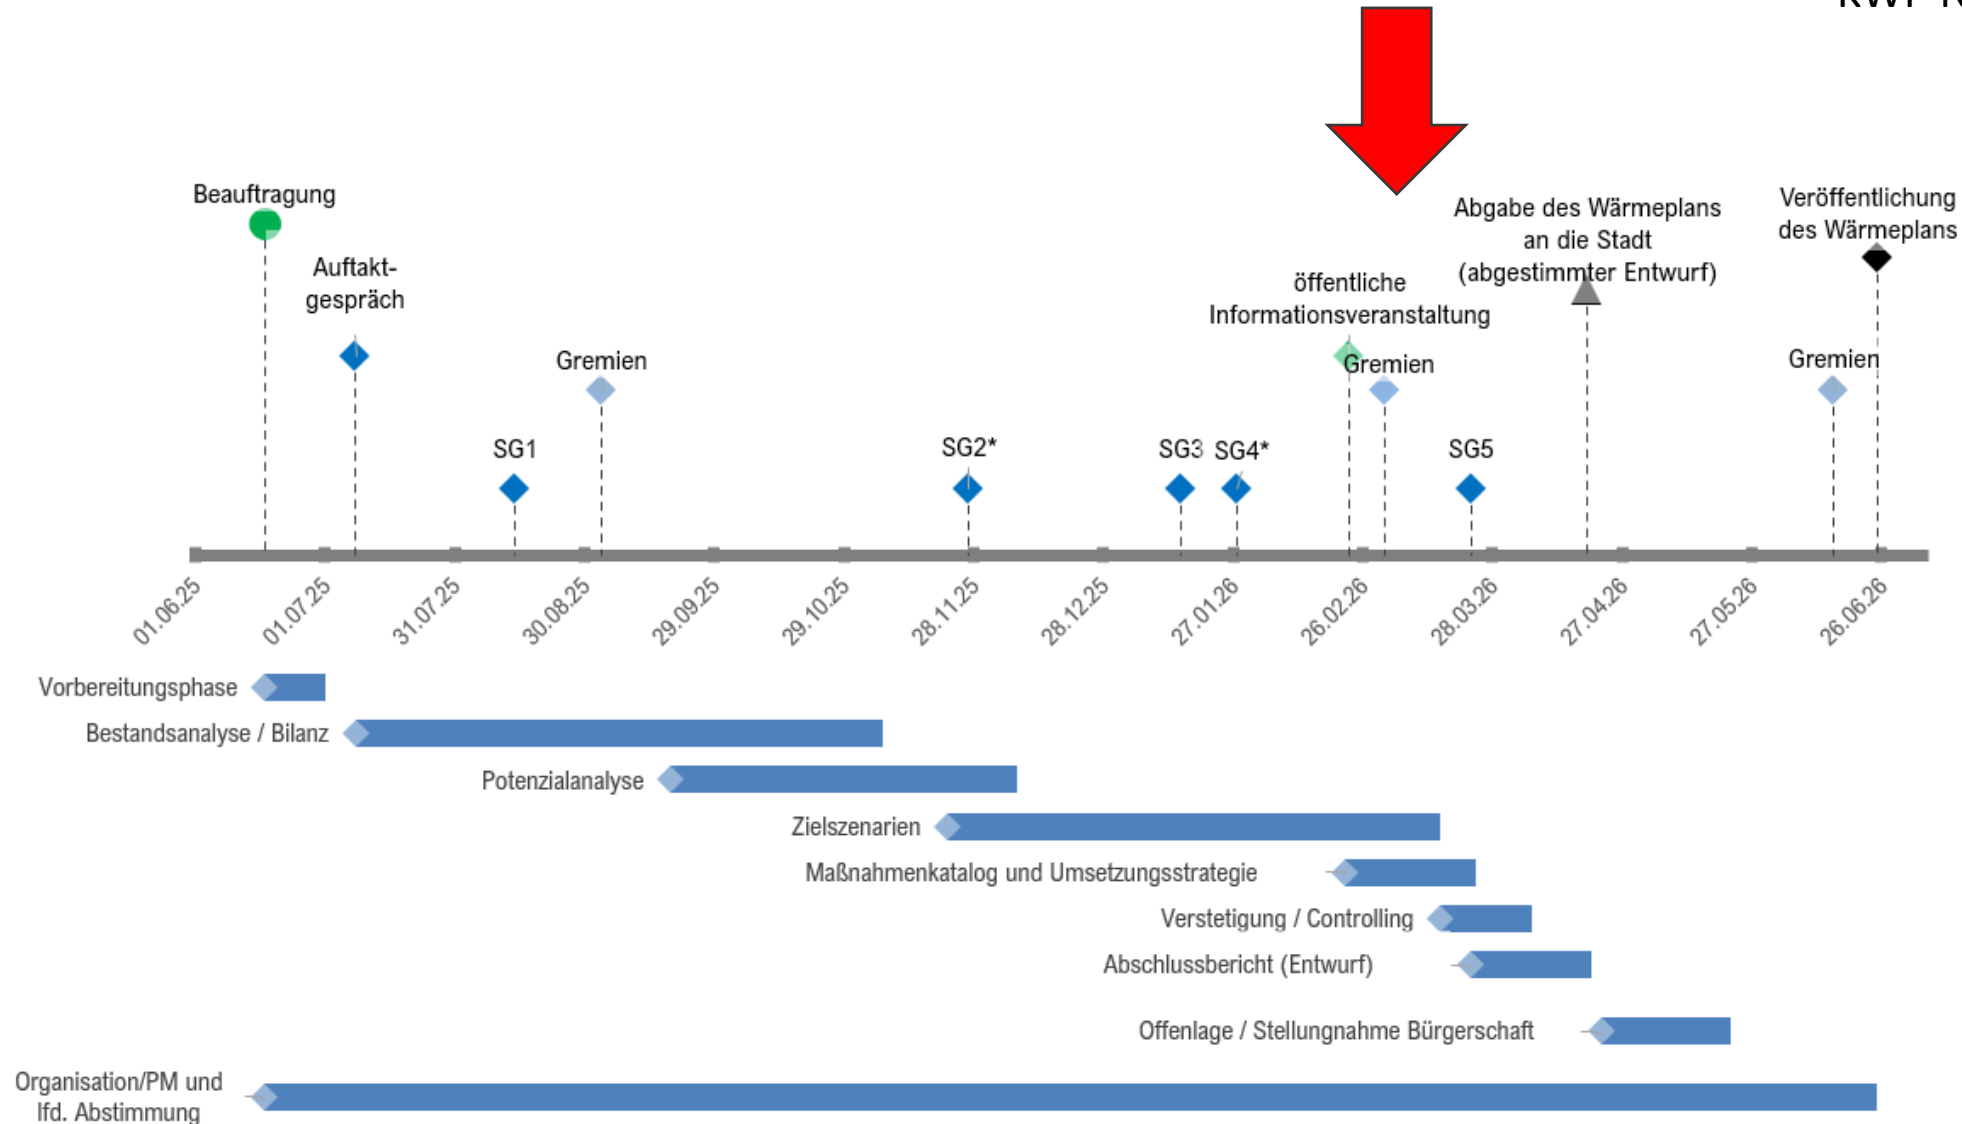 Beauftragung
Auftakt-
gespräch
SG1
Gremien
SG2*
SG3
SG4*
öffentliche
Informationsveranstaltung
Gremien
SG5
Abgabe des Wärmeplans
an die Stadt
(abgestimmter Entwurf)
Gremien
Veröffentlichung
des Wärmeplans
01.06.25
01.07.25
31.07.25
30.08.25
29.09.25
29.10.25
28.11.25
28.12.25
27.01.26
26.02.26
28.03.26
27.04.26
27.05.26
26.06.26
Vorbereitungsphase
Bestandsanalyse / Bilanz
Potenzialanalyse
Zielszenarien
Maßnahmenkatalog und Umsetzungsstrategie
Verstetigung / Controlling
Abschlussbericht (Entwurf)
Offenlage / Stellungnahme Bürgerschaft
Organisation/PM und
lfd. Abstimmung